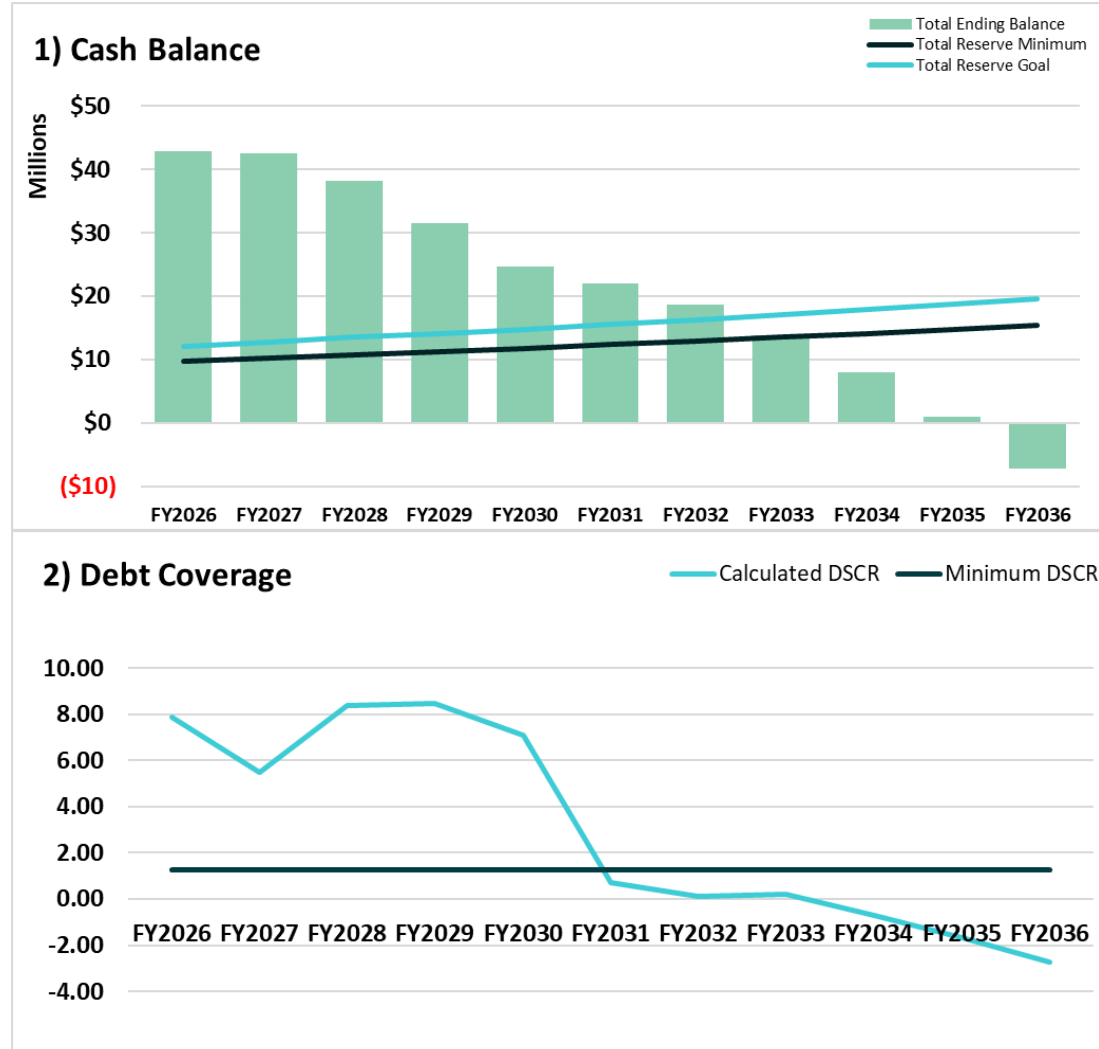 1) Cash Balance
Total Ending Balance
Total Reserve Minimum
Total Reserve Goal
Millions
$50
$40
$30
$20
$10
$0
($10)
FY2026 FY2027 FY2028 FY2029 FY2030 FY2031 FY2032 FY2033 FY2034 FY2035 FY2036
2) Debt Coverage
Calculated DSCR Minimum DSCR
10.00
8.00
6.00
4.00
2.00
0.00
FY2026 FY2027 FY2028 FY2029 FY2030 FY2031 FY2032 FY2033 FY2034 FY2035 FY2036
-2.00
-4.00